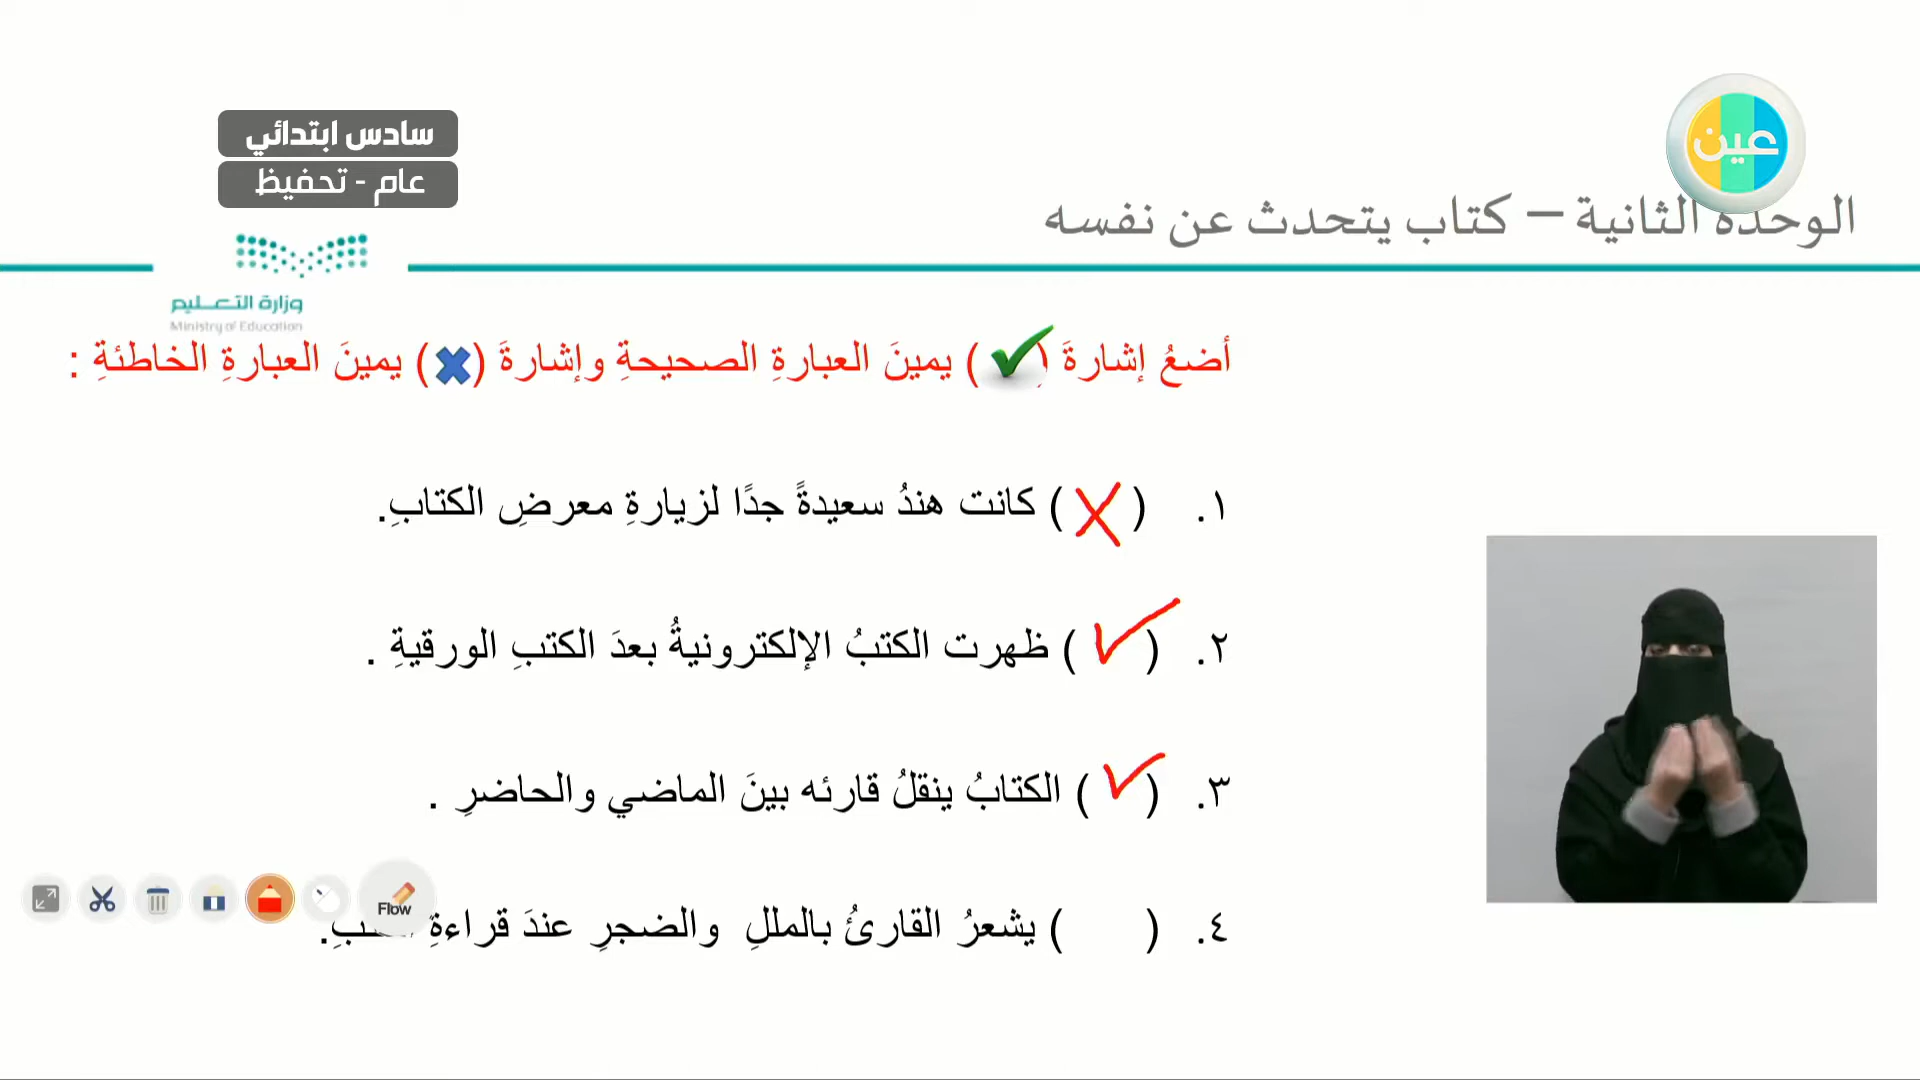 عين
سادس ابتدائي
عام - تحفيظ
الوحدة الثانية – كتاب يتحدث عن نفسه
وزارة التعليم
Ministry of Education
أضعُ إشارةَ (✔) يمينَ العبارةِ الصحيحةِ وإشارةَ (✖) يمينَ العبارةِ الخاطئةِ :
١. (X) كانت هندُ سعيدةً جدًا لزيارةِ معرضِ الكتابِ.
٢. (✓) ظهرت الكتبُ الإلكترونيةُ بعدَ الكتبِ الورقيةِ .
٣. (✓) الكتابُ ينقلُ قارئه بينَ الماضي والحاضرِ .
٤. ( ) يشعرُ القارئُ بالمللِ والضجرِ عندَ قراءةِ
Flow